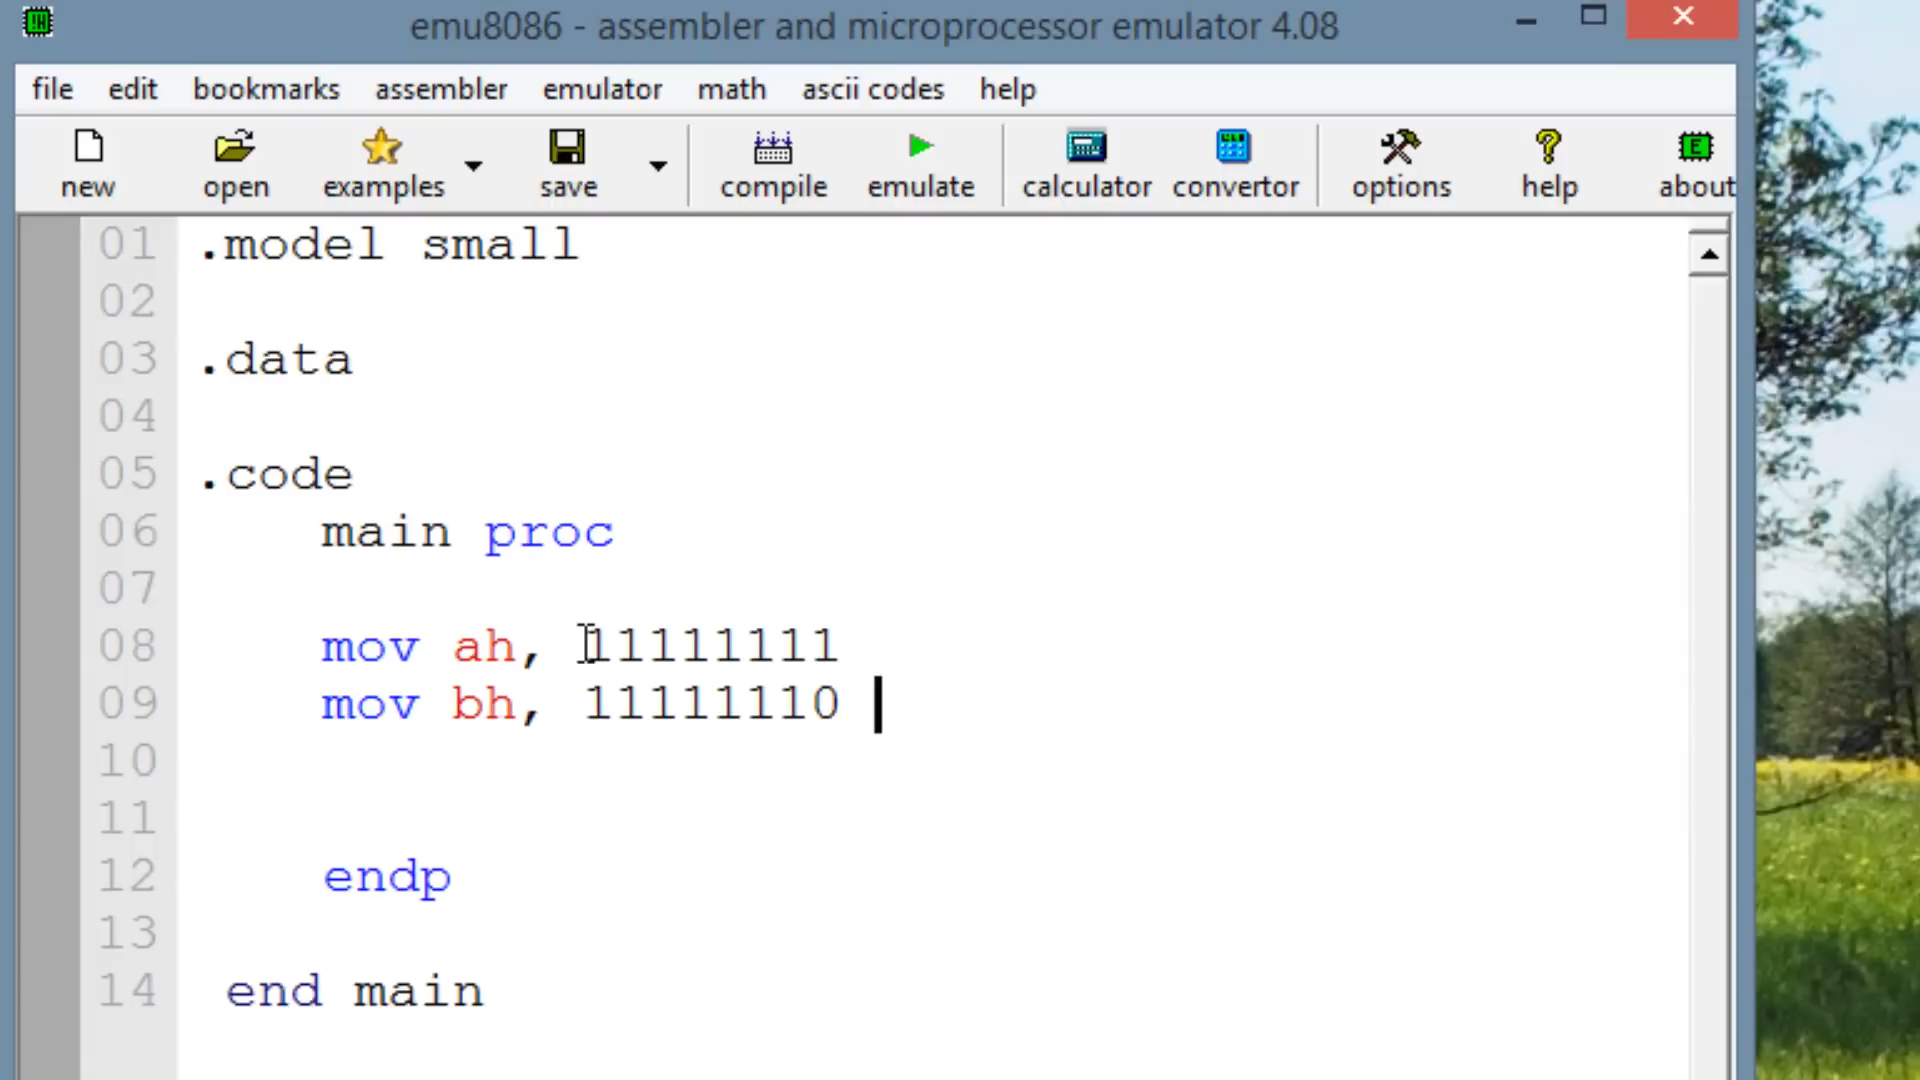 emu8086 - assembler and microprocessor emulator 4.08
file edit bookmarks assembler emulator math ascii codes help
new open examples save compile emulate calculator convertor options help about
01 .model small
02
03 .data
04
05 .code
06 main proc
07
08 mov ah, 11111111
09 mov bh, 11111110
10
11
12 endp
13
14 end main